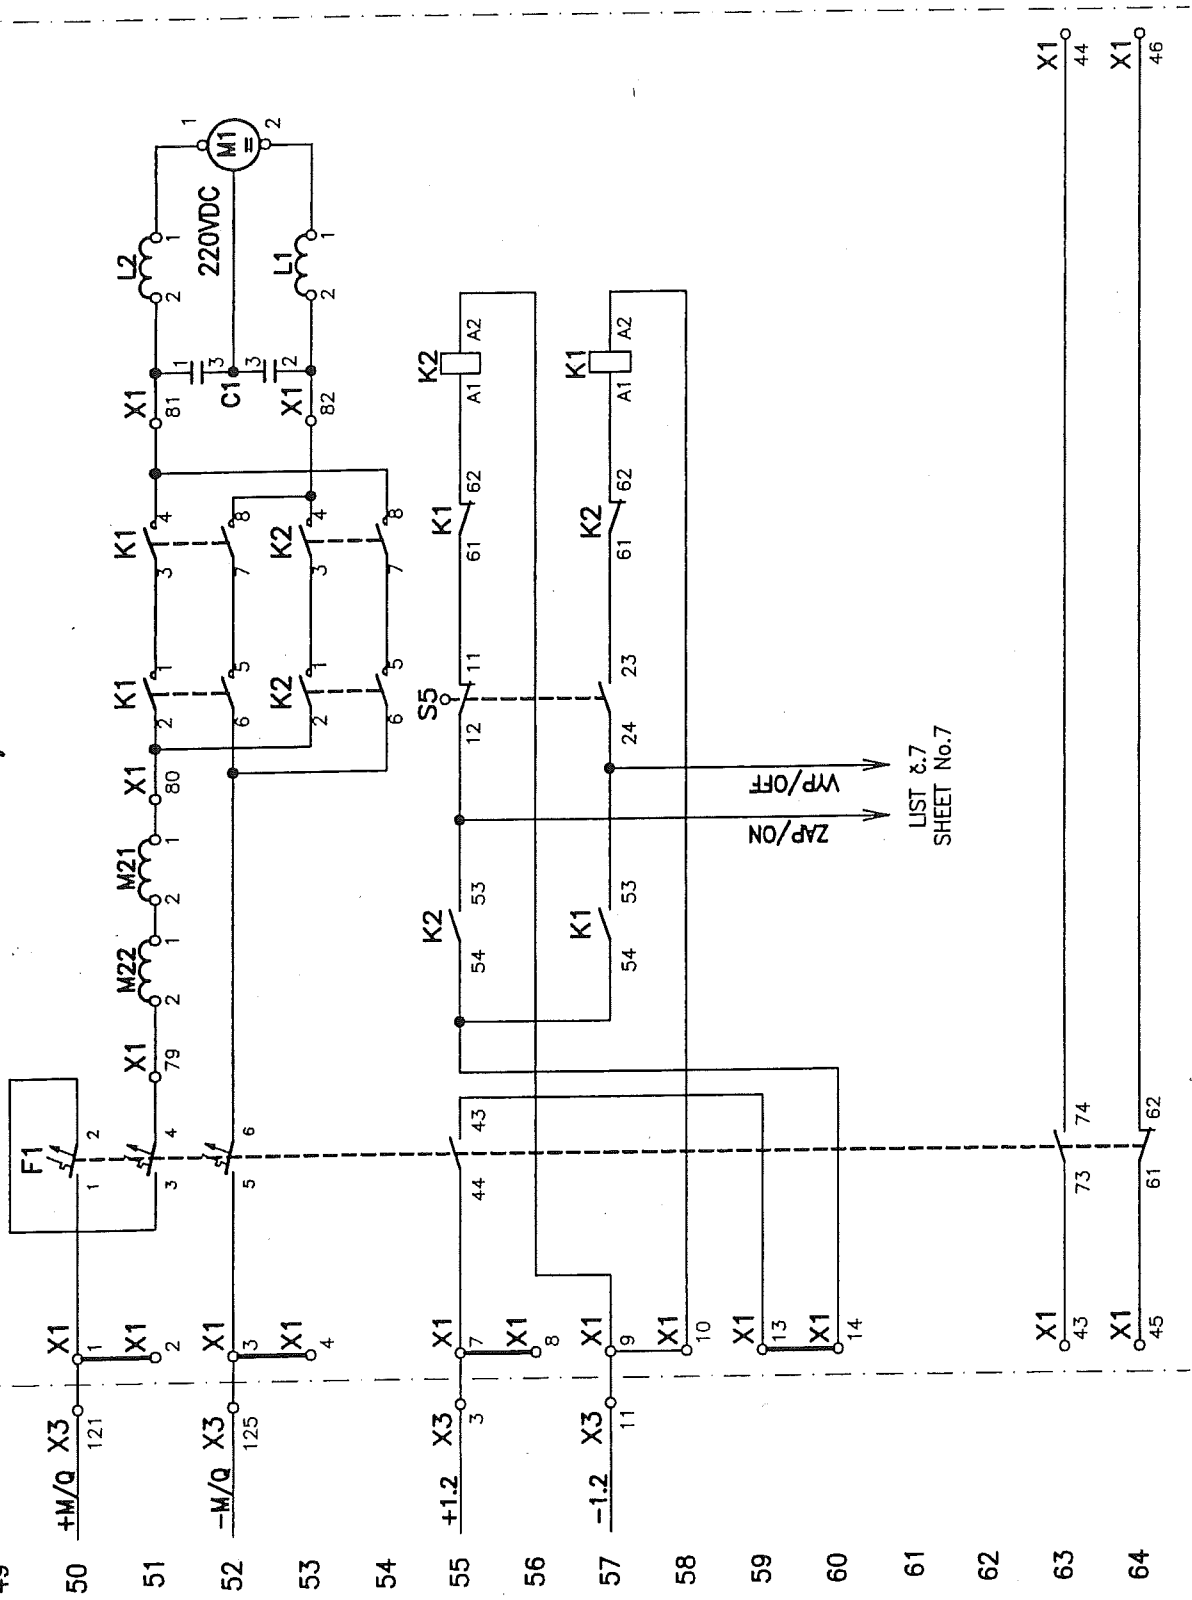 49
50 +M/Q X3 121 X1 1 F1 1 2
X1 2 
51 3 4 X1 79 M22 2 1 M21 2 1 X1 80 K1 2 1 K1 3 4 X1 81 L2 2 1
C1 1 3 3 2
220VDC M1 = 1 2
52 -M/Q X3 125 X1 3 5 6 6 5 7 8
X1 4
53 K2 2 1 K2 3 4 X1 82 L1 2 1
54 6 5 7 8
55 +1.2 X3 3 X1 7 44 43 K2 54 53 S5 12 11 K1 61 62 K2 A1 A2
56 X1 8
57 -1.2 X3 11 X1 9 K1 54 53 24 23 K2 61 62 K1 A1 A2
58 X1 10
59 X1 13
60 X1 14
ZAP/ON
VYP/OFF
LIST č.7
SHEET No.7
61
62
63 X1 43 73 74 X1 44
64 X1 45 61 62 X1 46